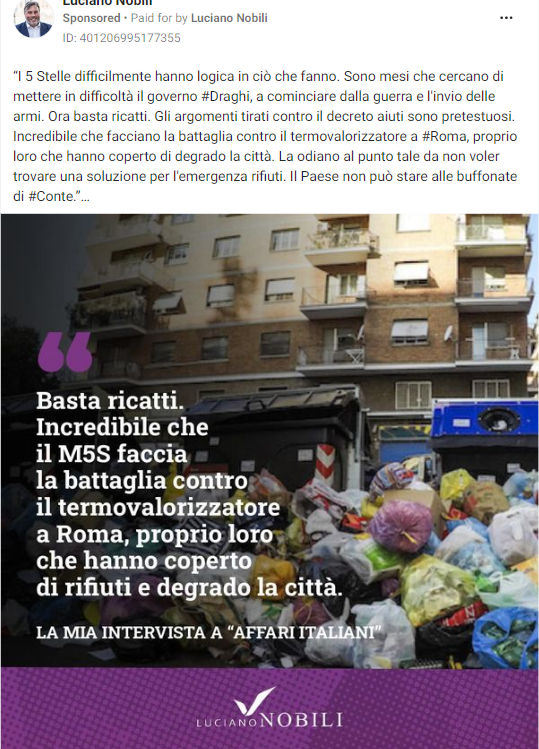 Luciano Nobili
Sponsored • Paid for by Luciano Nobili
ID: 401206995177355
“I 5 Stelle difficilmente hanno logica in ciò che fanno. Sono mesi che cercano di
mettere in difficoltà il governo #Draghi, a cominciare dalla guerra e l'invio delle
armi. Ora basta ricatti. Gli argomenti tirati contro il decreto aiuti sono pretestuosi.
Incredibile che facciano la battaglia contro il termovalorizzatore a #Roma, proprio
loro che hanno coperto di degrado la città. La odiano al punto tale da non voler
trovare una soluzione per l'emergenza rifiuti. Il Paese non può stare alle buffonate
di #Conte.”...
“
Basta ricatti.
Incredibile che
il M5S faccia
la battaglia contro
il termovalorizzatore
a Roma, proprio loro
che hanno coperto
di rifiuti e degrado la città.
LA MIA INTERVISTA A “AFFARI ITALIANI”
LUCIANO NOBILI